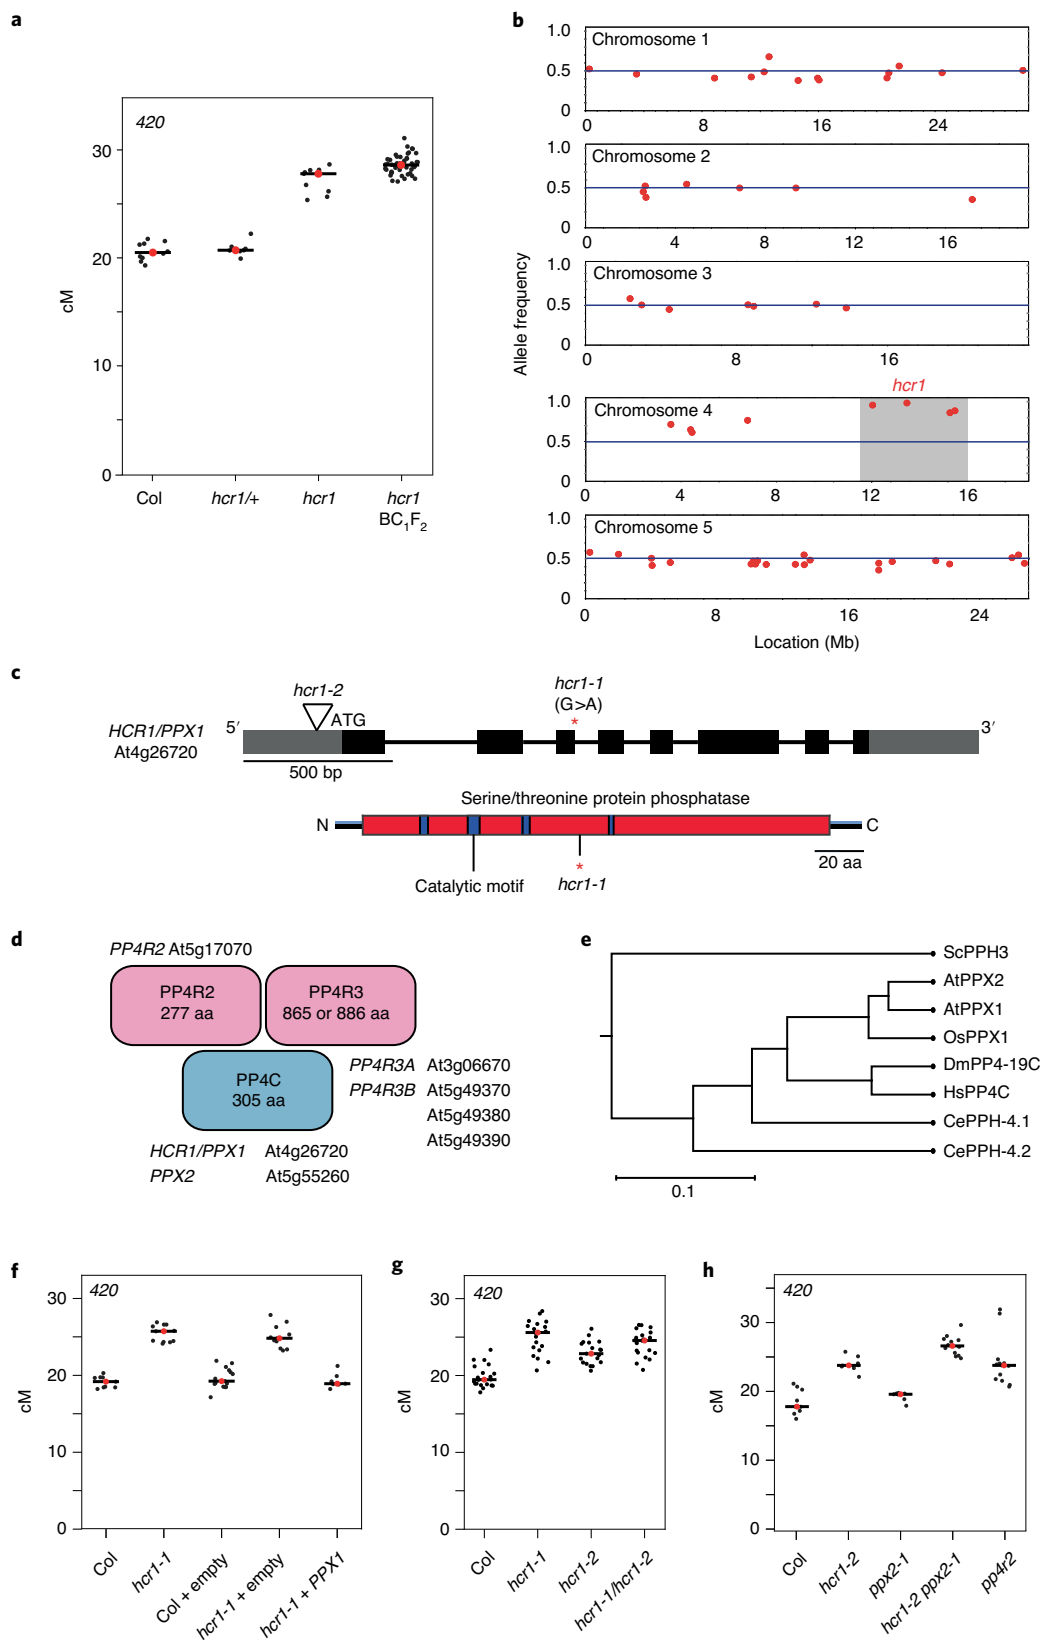 a
420
30
20
10
0
cM
Col
hcr1/+
hcr1
hcr1
BC1F2
b
Allele frequency
1.0
0.5
0
Chromosome 1
0 8 16 24
1.0
0.5
0
Chromosome 2
0 4 8 12 16
1.0
0.5
0
Chromosome 3
0 8 16
hcr1
1.0
0.5
0
Chromosome 4
0 4 8 12 16
1.0
0.5
0
Chromosome 5
0 8 16 24
Location (Mb)
c
hcr1-2
hcr1-1
(G>A)
*
HCR1/PPX1
At4g26720
5′
ATG
3′
500 bp
Serine/threonine protein phosphatase
N
C
20 aa
*
Catalytic motif
hcr1-1
d
PP4R2 At5g17070
PP4R2
277 aa
PP4R3
865 or 886 aa
PP4C
305 aa
PP4R3A At3g06670
PP4R3B At5g49370
At5g49380
At5g49390
HCR1/PPX1 At4g26720
PPX2 At5g55260
e
ScPPH3
AtPPX2
AtPPX1
OsPPX1
DmPP4-19C
HsPP4C
CePPH-4.1
CePPH-4.2
0.1
f
420
30
20
10
0
cM
Col
hcr1-1
Col + empty
hcr1-1 + empty
hcr1-1 + PPX1
g
420
30
20
10
0
cM
Col
hcr1-1
hcr1-2
hcr1-1/hcr1-2
h
420
30
20
10
0
cM
Col
hcr1-2
ppx2-1
hcr1-2 ppx2-1
pp4r2